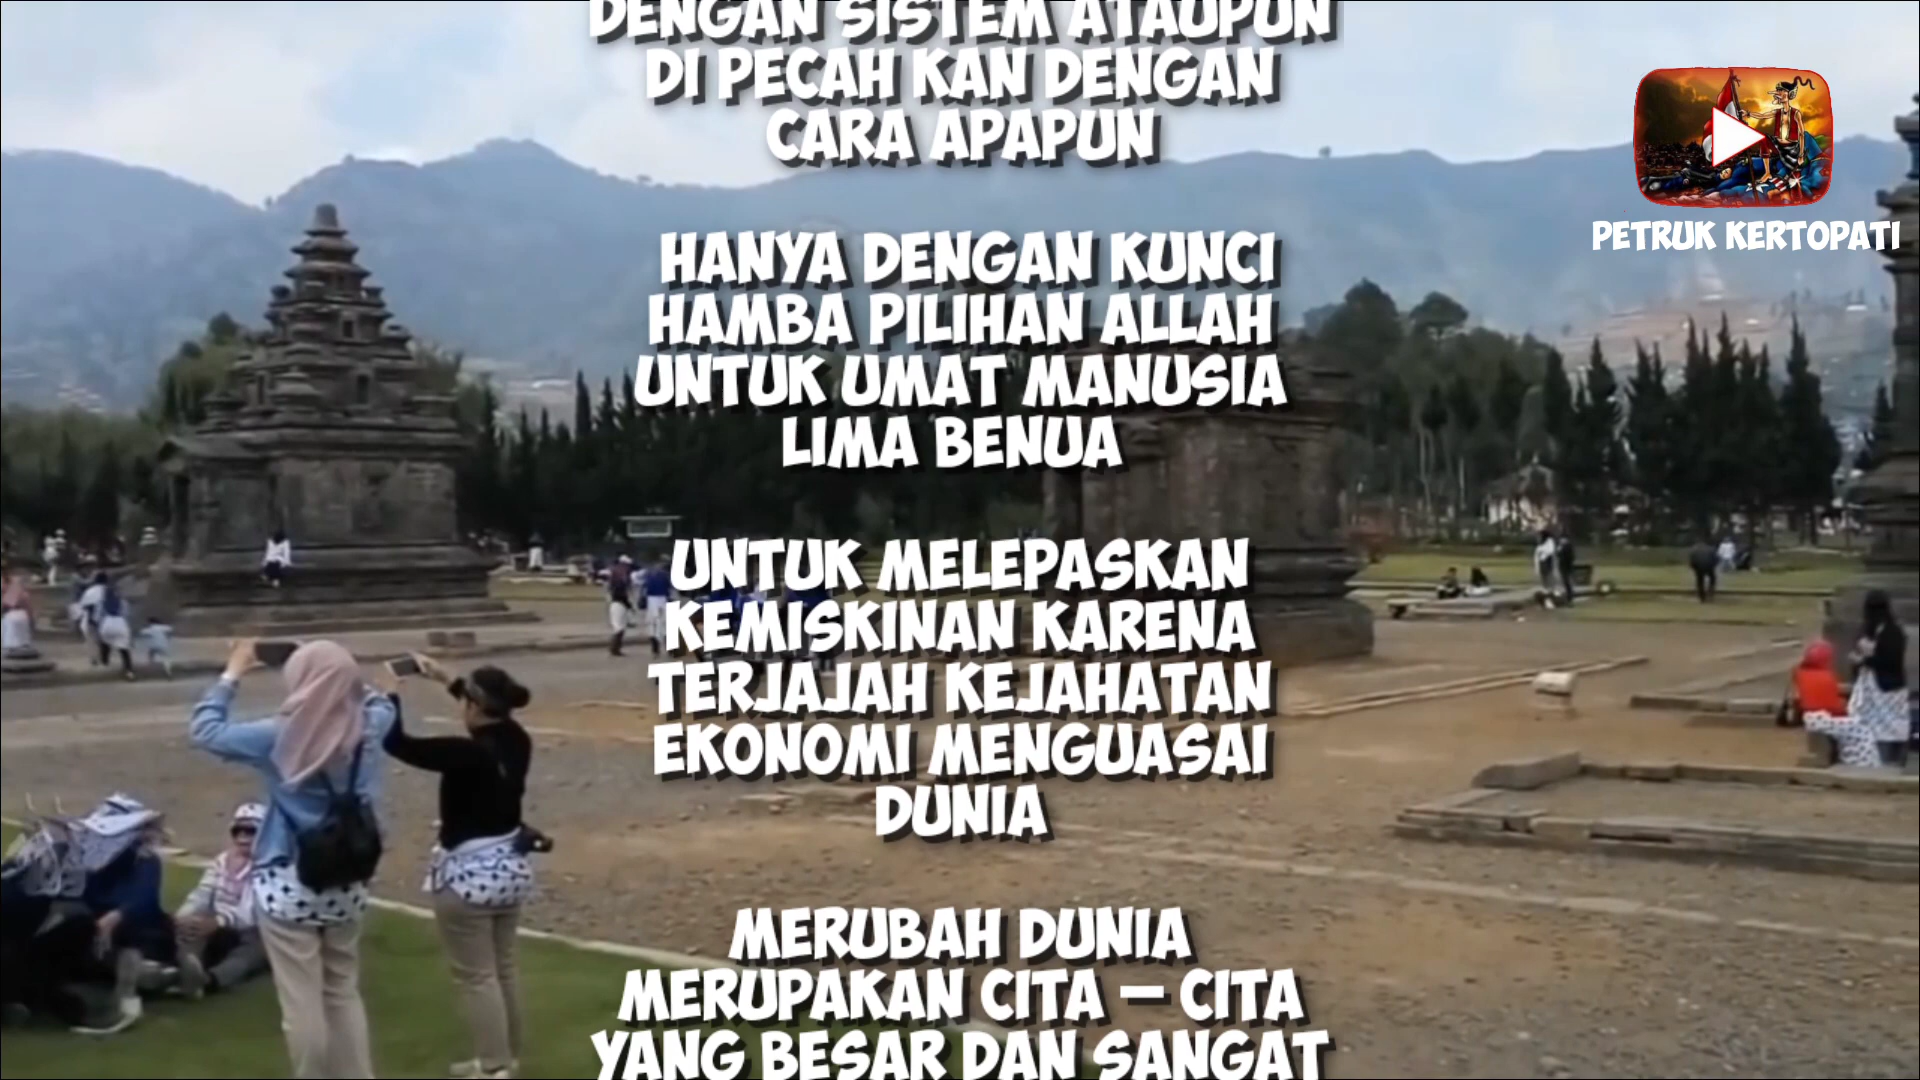 DENGAN SISTEM ATAUPUN
DI PECAH KAN DENGAN
CARA APAPUN
HANYA DENGAN KUNCI
HAMBA PILIHAN ALLAH
UNTUK UMAT MANUSIA
LIMA BENUA
UNTUK MELEPASKAN
KEMISKINAN KARENA
TERJAJAH KEJAHATAN
EKONOMI MENGUASAI
DUNIA
MERUBAH DUNIA
MERUPAKAN CITA – CITA
YANG BESAR DAN SANGAT
PETRUK KERTOPATI